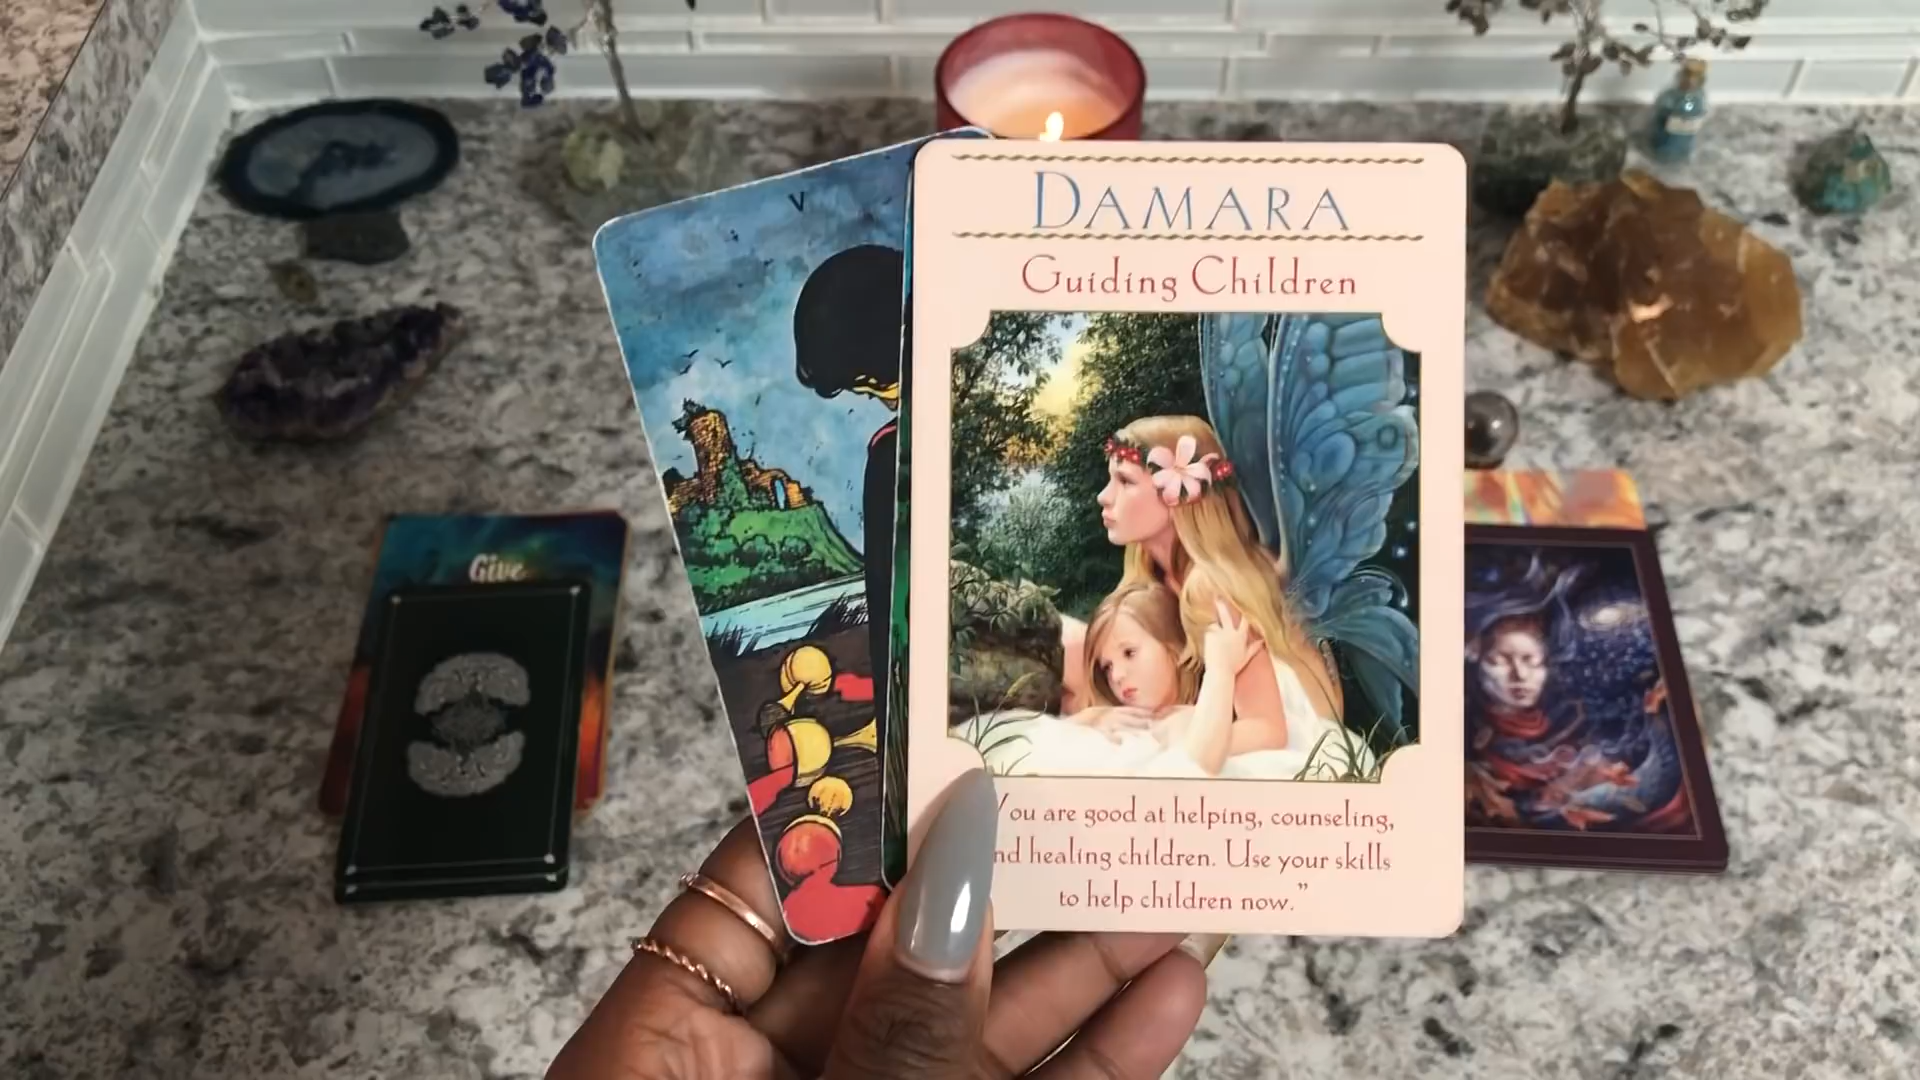 V
DAMARA
Guiding Children
You are good at helping, counseling,
nd healing children. Use your skills
to help children now.”
Give